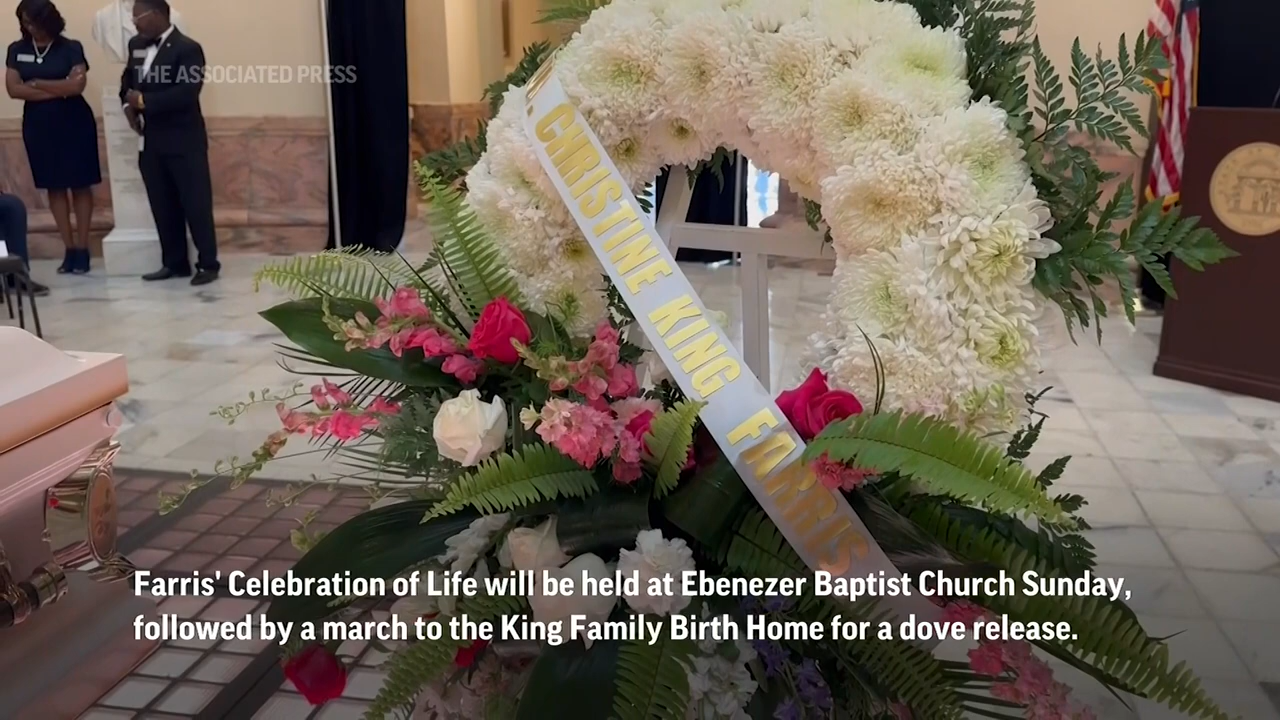 THE ASSOCIATED PRESS
CHRISTINE KING FARRIS
Farris' Celebration of Life will be held at Ebenezer Baptist Church Sunday,
followed by a march to the King Family Birth Home for a dove release.